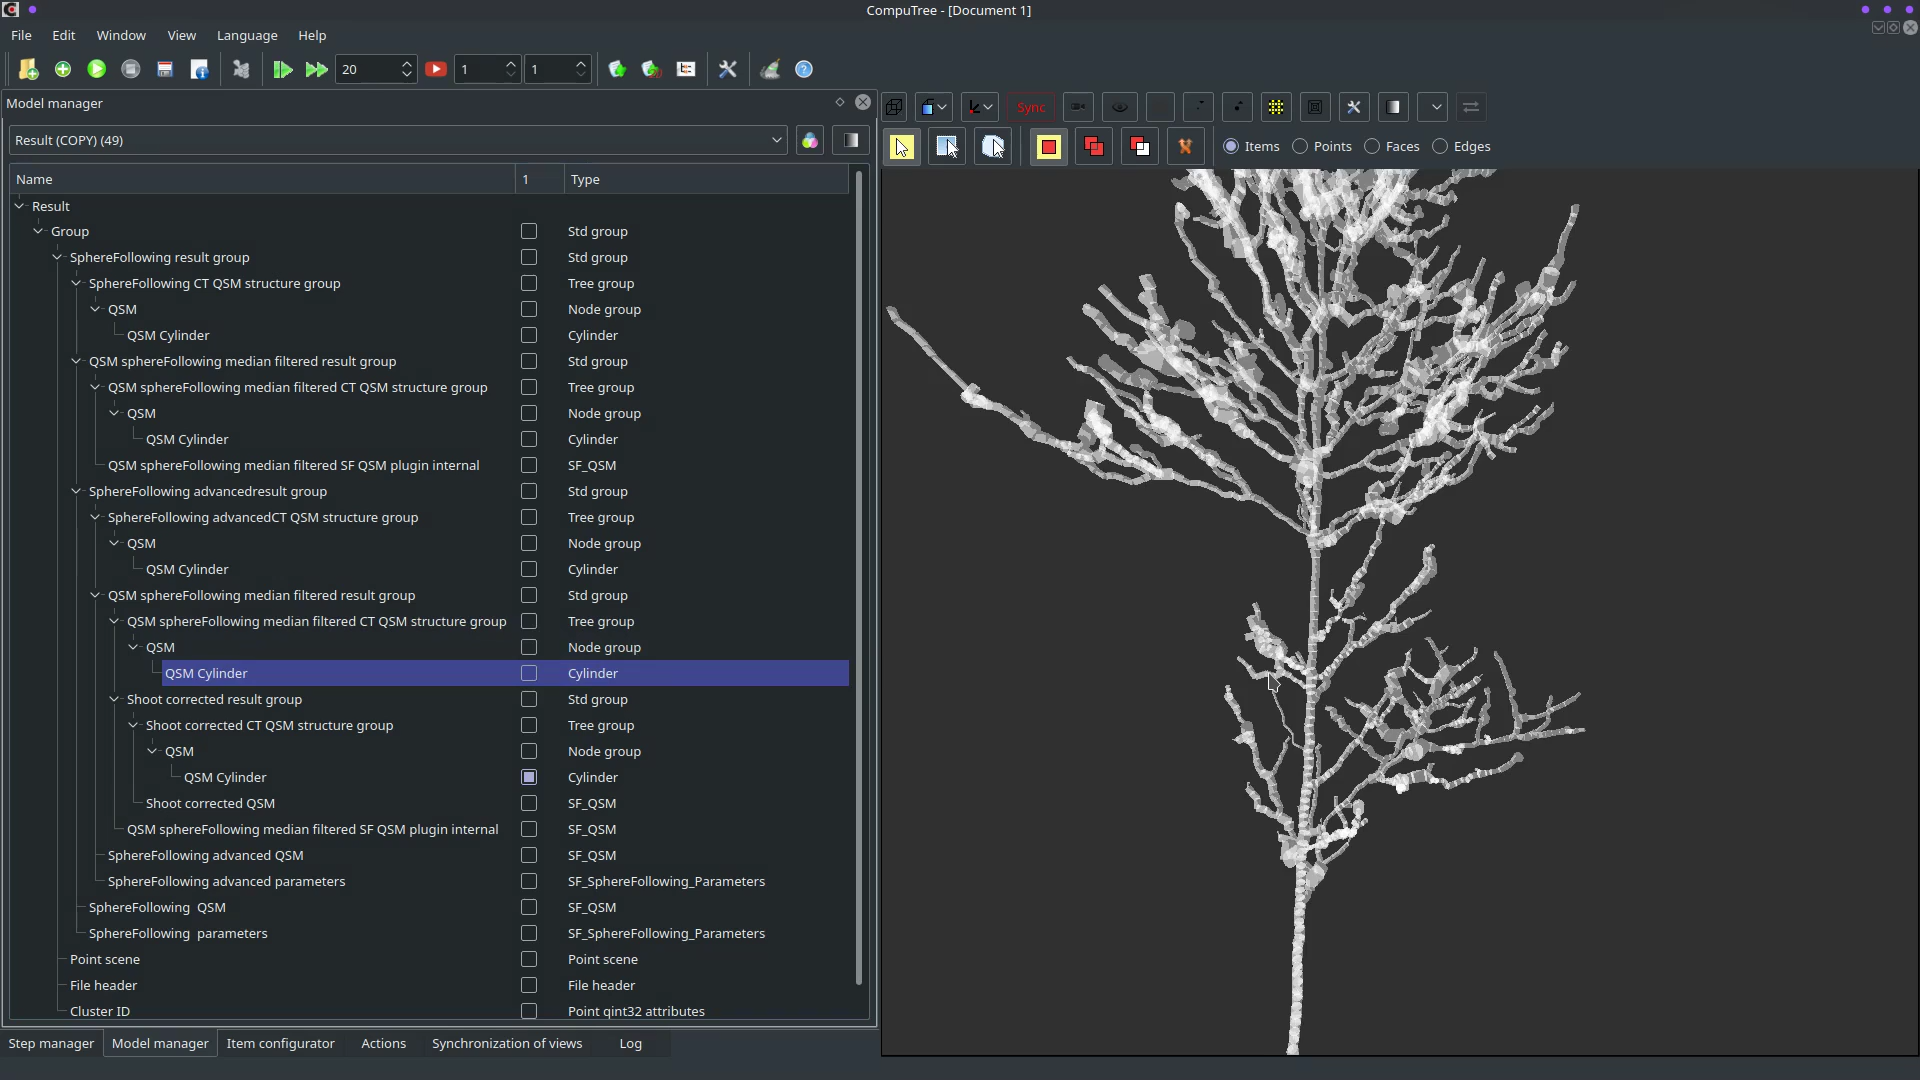 CompuTree - [Document 1]
File Edit Window View Language Help
20 1 1
Model manager
Result (COPY) (49)
Sync
Items Points Faces Edges
Name 1 Type
Result
Group Std group
SphereFollowing result group Std group
SphereFollowing CT QSM structure group Tree group
QSM Node group
QSM Cylinder Cylinder
QSM sphereFollowing median filtered result group Std group
QSM sphereFollowing median filtered CT QSM structure group Tree group
QSM Node group
QSM Cylinder Cylinder
QSM sphereFollowing median filtered SF QSM plugin internal SF_QSM
SphereFollowing advancedresult group Std group
SphereFollowing advancedCT QSM structure group Tree group
QSM Node group
QSM Cylinder Cylinder
QSM sphereFollowing median filtered result group Std group
QSM sphereFollowing median filtered CT QSM structure group Tree group
QSM Node group
QSM Cylinder Cylinder
Shoot corrected result group Std group
Shoot corrected CT QSM structure group Tree group
QSM Node group
QSM Cylinder Cylinder
Shoot corrected QSM SF_QSM
QSM sphereFollowing median filtered SF QSM plugin internal SF_QSM
SphereFollowing advanced QSM SF_QSM
SphereFollowing advanced parameters SF_SphereFollowing_Parameters
SphereFollowing  QSM SF_QSM
SphereFollowing  parameters SF_SphereFollowing_Parameters
Point scene Point scene
File header File header
Cluster ID Point qint32 attributes
Step manager Model manager Item configurator Actions Synchronization of views Log